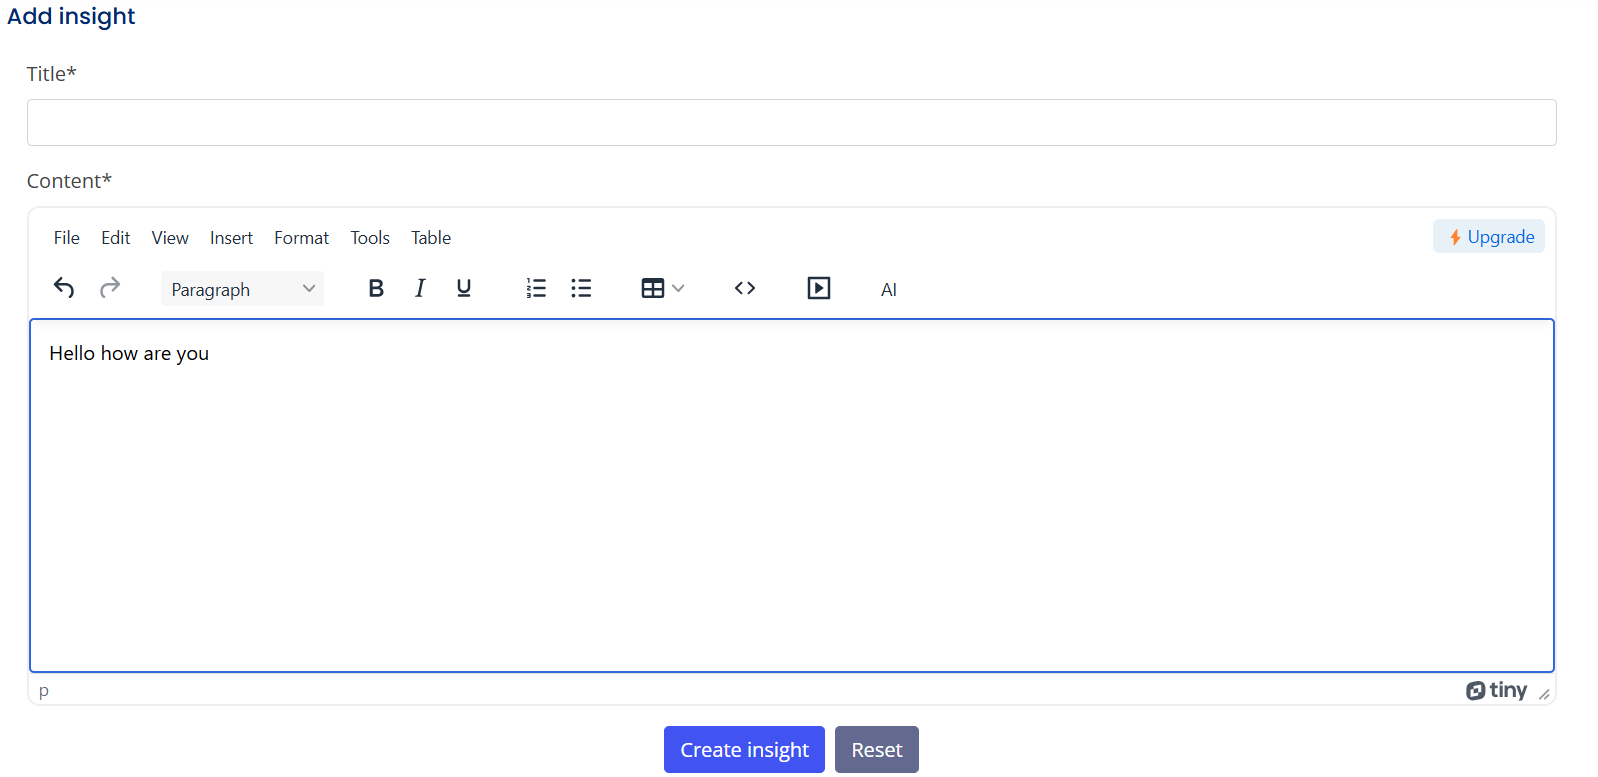 Add insight
Title*
Content*
File Edit View Insert Format Tools Table Upgrade
Paragraph B I U AI
Hello how are you
p tiny
Create insight Reset